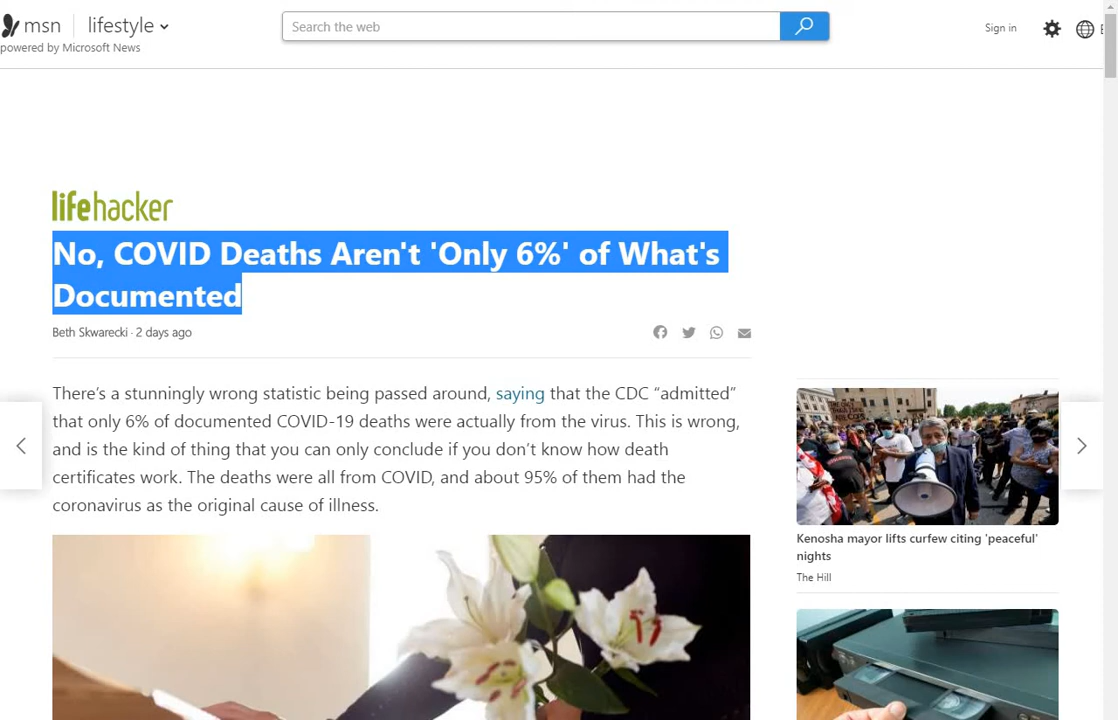 msn
lifestyle
Search the web
Sign in
powered by Microsoft News
lifehacker
No, COVID Deaths Aren't 'Only 6%' of What's
Documented
Beth Skwarecki · 2 days ago
There's a stunningly wrong statistic being passed around, saying that the CDC “admitted”
that only 6% of documented COVID-19 deaths were actually from the virus. This is wrong,
and is the kind of thing that you can only conclude if you don't know how death
certificates work. The deaths were all from COVID, and about 95% of them had the
coronavirus as the original cause of illness.
Kenosha mayor lifts curfew citing 'peaceful'
nights
The Hill